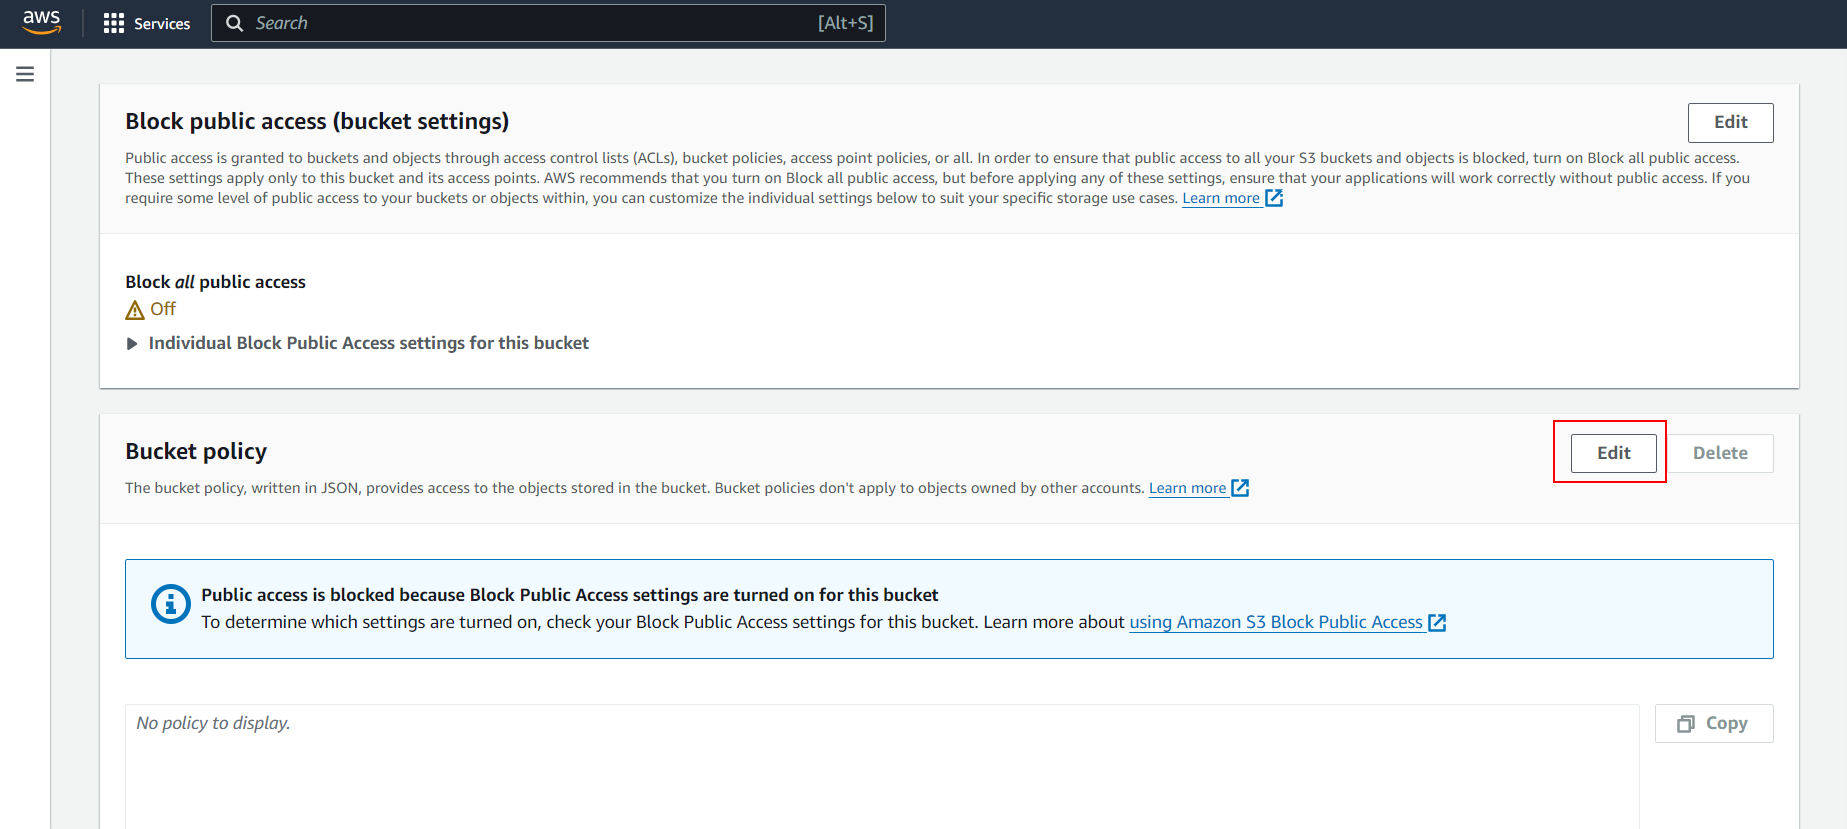 aws Services Search [Alt+S]
Block public access (bucket settings) Edit
Public access is granted to buckets and objects through access control lists (ACLs), bucket policies, access point policies, or all. In order to ensure that public access to all your S3 buckets and objects is blocked, turn on Block all public access.
These settings apply only to this bucket and its access points. AWS recommends that you turn on Block all public access, but before applying any of these settings, ensure that your applications will work correctly without public access. If you
require some level of public access to your buckets or objects within, you can customize the individual settings below to suit your specific storage use cases. Learn more
Block all public access
Off
Individual Block Public Access settings for this bucket
Bucket policy Edit Delete
The bucket policy, written in JSON, provides access to the objects stored in the bucket. Bucket policies don't apply to objects owned by other accounts. Learn more
Public access is blocked because Block Public Access settings are turned on for this bucket
To determine which settings are turned on, check your Block Public Access settings for this bucket. Learn more about using Amazon S3 Block Public Access
No policy to display. Copy